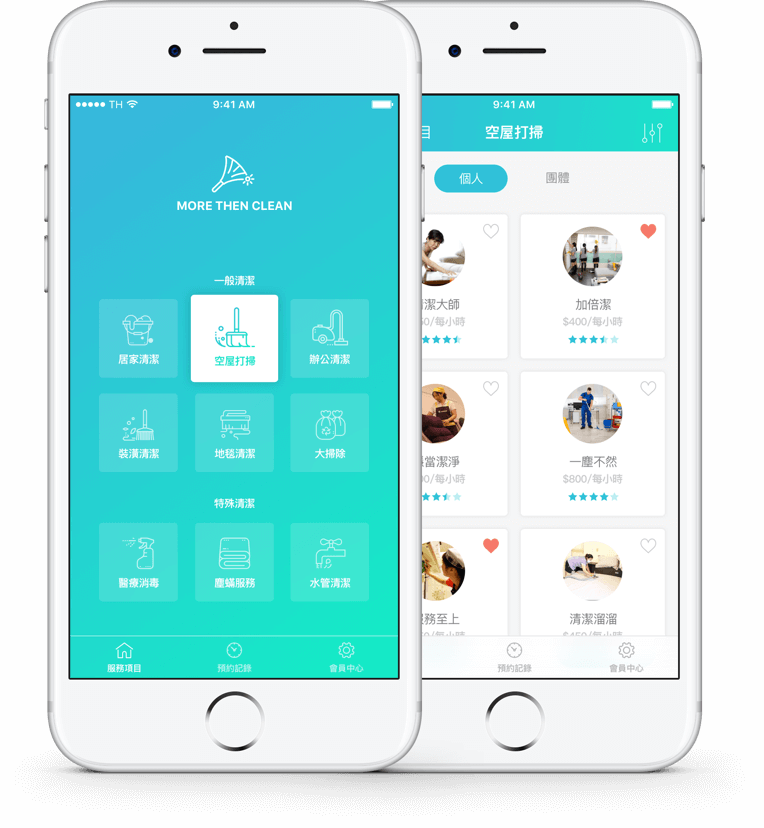 TH
9:41 AM
MORE THEN CLEAN
一般清潔
居家清潔
空屋打掃
辦公清潔
裝潢清潔
地毯清潔
大掃除
特殊清潔
醫療消毒
塵蟎服務
水管清潔
服務項目
預約記錄
會員中心
9:41 AM
目
空屋打掃
個人
團體
潔大師
加倍潔
50/每小時
$400/每小時
當潔淨
一塵不然
/每小時
$800/每小時
務至上
清潔溜溜
/每小時
$450/每小時
預約記錄
會員中心